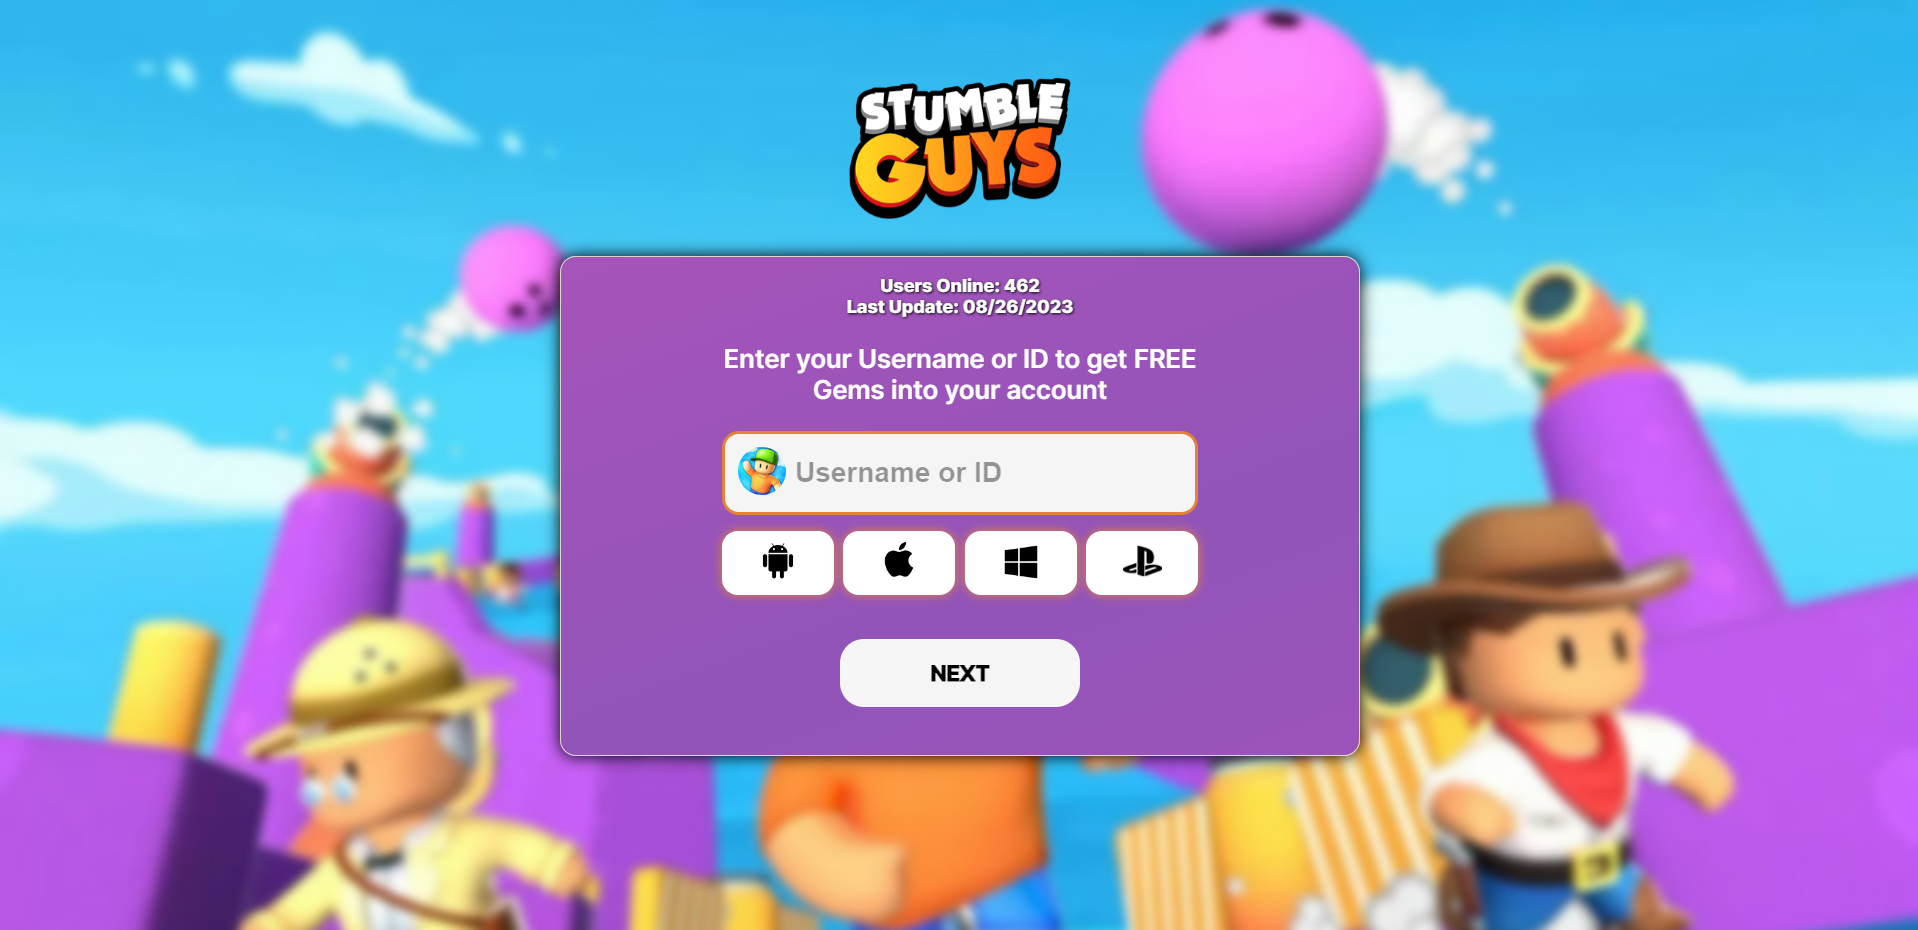 STUMBLE
GUYS
Users Online: 462
Last Update: 08/26/2023
Enter your Username or ID to get FREE
Gems into your account
Username or ID
NEXT